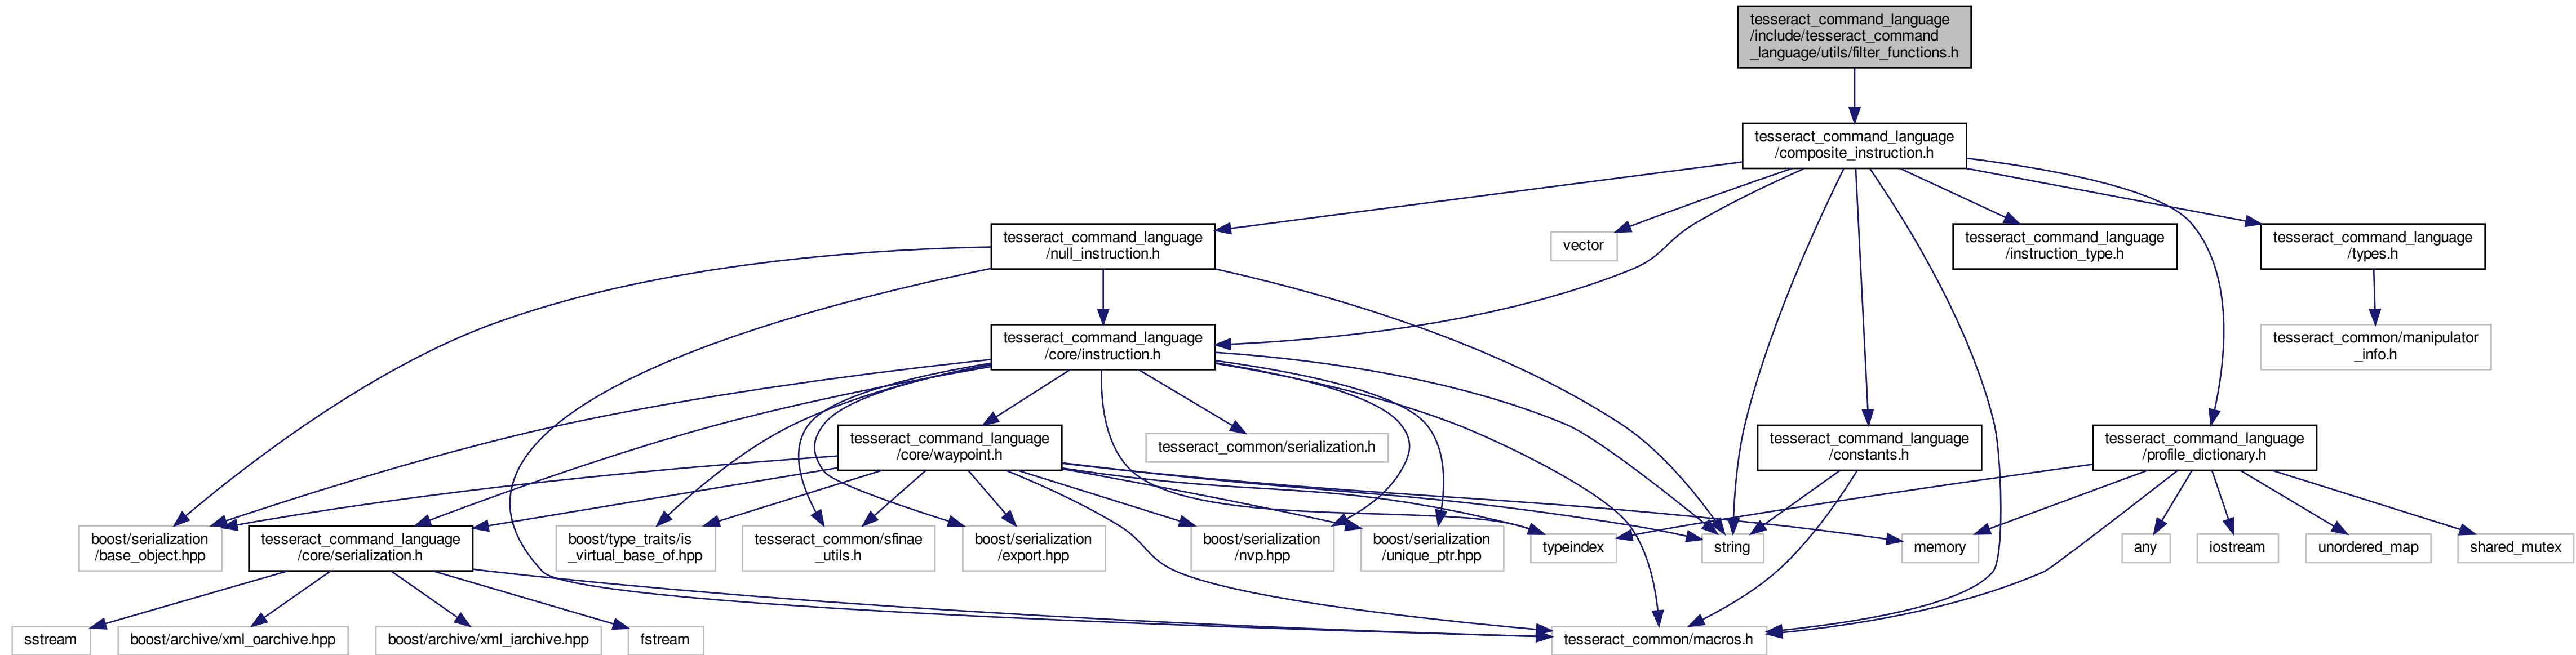 tesseract_command_language
/include/tesseract_command
_language/utils/filter_functions.h
tesseract_command_language
/composite_instruction.h
tesseract_command_language
/null_instruction.h
vector
tesseract_command_language
/instruction_type.h
tesseract_command_language
/types.h
tesseract_command_language
/core/instruction.h
tesseract_common/manipulator
_info.h
tesseract_command_language
/core/waypoint.h
tesseract_common/serialization.h
tesseract_command_language
/constants.h
tesseract_command_language
/profile_dictionary.h
boost/serialization
/base_object.hpp
tesseract_command_language
/core/serialization.h
boost/type_traits/is
_virtual_base_of.hpp
tesseract_common/sfinae
_utils.h
boost/serialization
/export.hpp
boost/serialization
/nvp.hpp
boost/serialization
/unique_ptr.hpp
typeindex
string
memory
any
iostream
unordered_map
shared_mutex
sstream
boost/archive/xml_oarchive.hpp
boost/archive/xml_iarchive.hpp
fstream
tesseract_common/macros.h